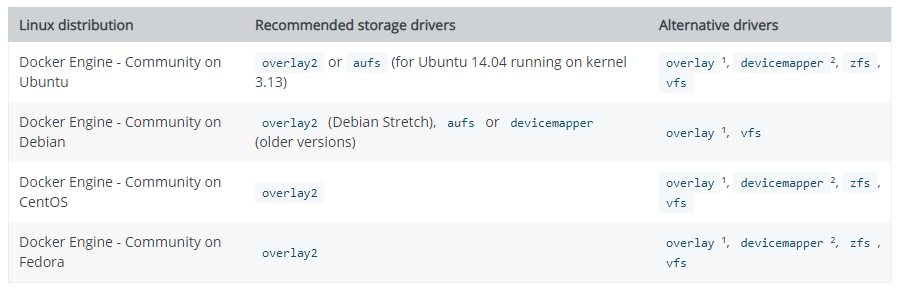 Linux distribution Recommended storage drivers Alternative drivers
Docker Engine - Community on
Ubuntu
overlay2 or aufs (for Ubuntu 14.04 running on kernel
3.13)
overlay ¹, devicemapper ², zfs ,
vfs
Docker Engine - Community on
Debian
overlay2 (Debian Stretch), aufs or devicemapper
(older versions)
overlay ¹, vfs
Docker Engine - Community on
CentOS
overlay2
overlay ¹, devicemapper ², zfs ,
vfs
Docker Engine - Community on
Fedora
overlay2
overlay ¹, devicemapper ², zfs ,
vfs